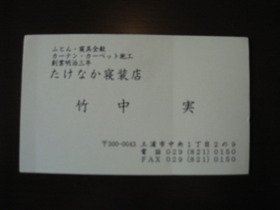 ふとん・寝具全般
カーテン・カーペット施工
創業明治三年
たけなか寝装店
竹中 実
〒300-0043 土浦市中央1丁目2の9
電話 029 (821) 0150
FAX 029 (821) 0150